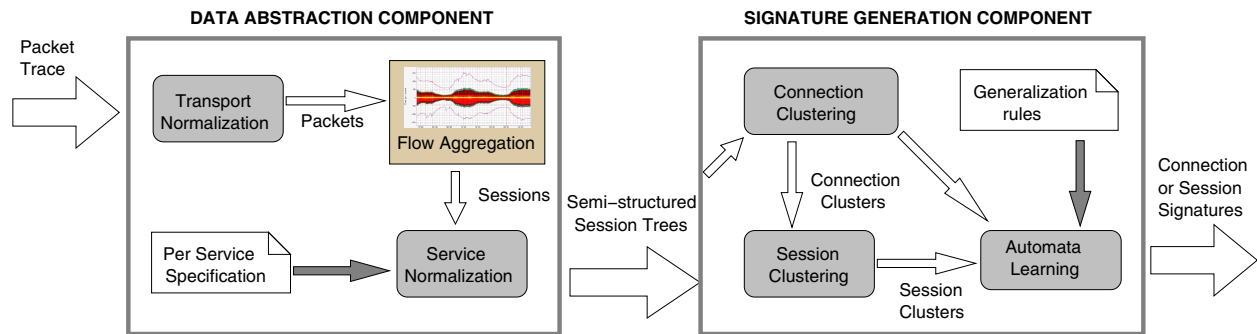 DATA ABSTRACTION COMPONENT
SIGNATURE GENERATION COMPONENT
Packet
Trace
Transport
Normalization
Packets
Flow Aggregation
Sessions
Per Service
Specification
Service
Normalization
Semi−structured
Session Trees
Connection
Clustering
Generalization
rules
Connection
Clusters
Session
Clustering
Session
Clusters
Automata
Learning
Connection
or Session
Signatures